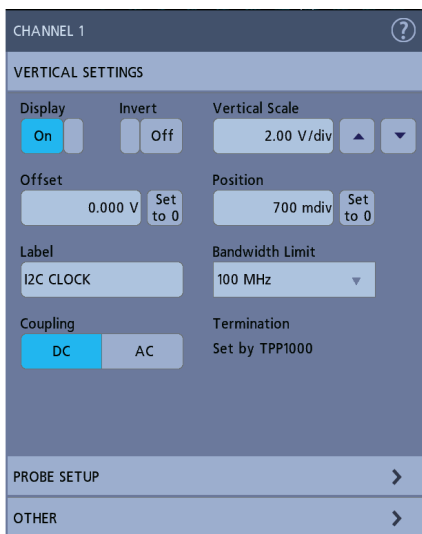 CHANNEL 1 ?
VERTICAL SETTINGS
Display Invert Vertical Scale
On Off 2.00 V/div
Offset Position
0.000 V Set to 0 700 mdiv Set to 0
Label Bandwidth Limit
I2C CLOCK 100 MHz
Coupling Termination
DC AC Set by TPP1000
PROBE SETUP
OTHER